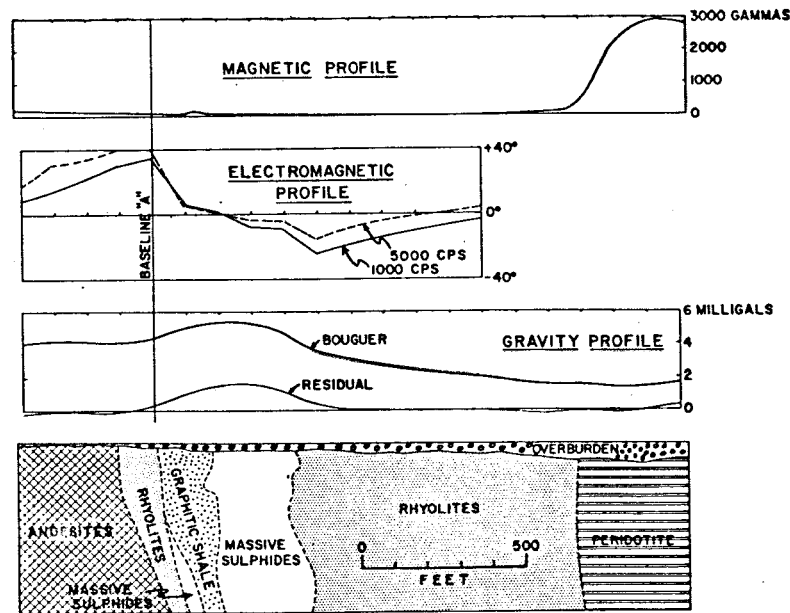 3000 GAMMAS
2000
1000
0
MAGNETIC PROFILE
+40°
0°
-40°
ELECTROMAGNETIC
PROFILE
5000 CPS
1000 CPS
BASELINE "A"
6 MILLIGALS
4
2
0
GRAVITY PROFILE
BOUGUER
RESIDUAL
OVERBURDEN
ANDESITES
RHYOLITES
GRAPHITIC SHALE
MASSIVE
SULPHIDES
RHYOLITES
PERIDOTITE
0 500
FEET
MASSIVE
SULPHIDES